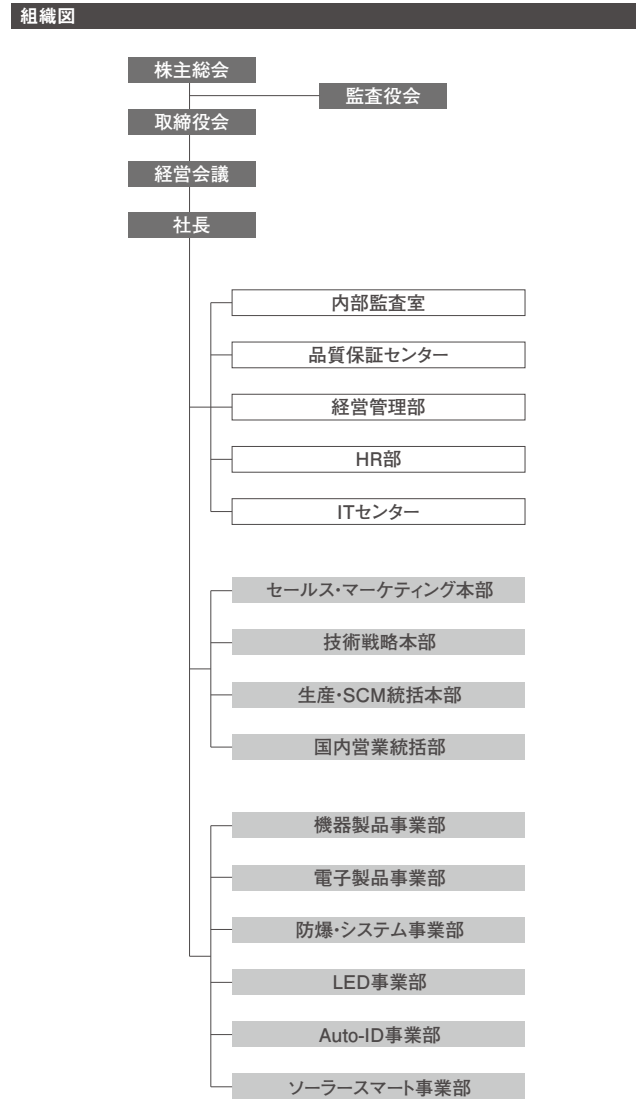 組織図
株主総会
監査役会
取締役会
経営会議
社長
内部監査室
品質保証センター
経営管理部
HR部
ITセンター
セールス・マーケティング本部
技術戦略本部
生産・SCM統括本部
国内営業統括部
機器製品事業部
電子製品事業部
防爆・システム事業部
LED事業部
Auto-ID事業部
ソーラースマート事業部